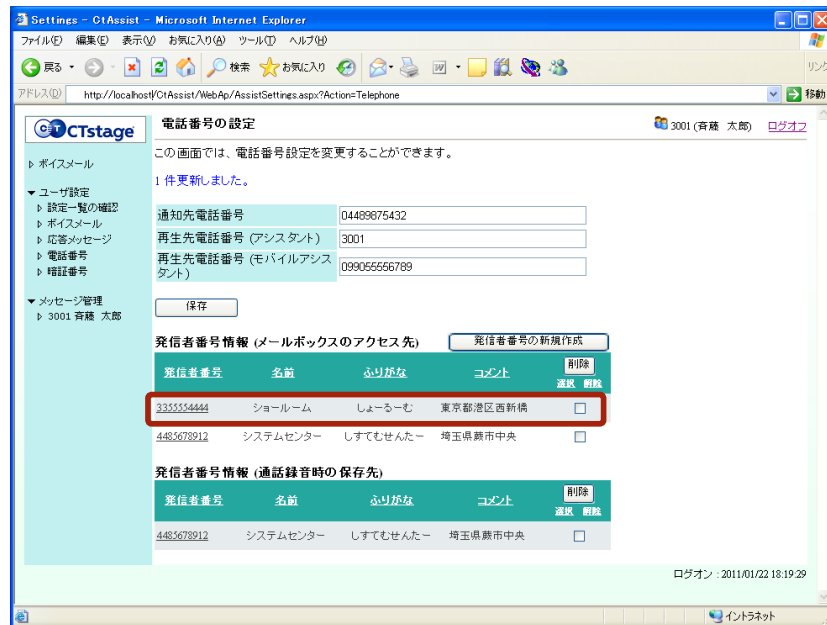 Settings - CtAssist - Microsoft Internet Explorer
ファイル(F) 編集(E) 表示(V) お気に入り(A) ツール(T) ヘルプ(H)
戻る 検索 お気に入り リンク
アドレス(D) http://localhost/CtAssist/WebAp/AssistSettings.aspx?Action=Telephone 移動
CTstage
電話番号の設定
3001 (斉藤 太郎) ログオフ
この画面では、電話番号設定を変更することができます。
1 件更新しました。
ボイスメール
ユーザ設定
設定一覧の確認
ボイスメール
応答メッセージ
電話番号
暗証番号
メッセージ管理
3001 斉藤 太郎
通知先電話番号 04489875432
再生先電話番号 (アシスタント) 3001
再生先電話番号 (モバイルアシスタント) 099055556789
保存
発信者番号情報 (メールボックスのアクセス先) 発信者番号の新規作成
発信者番号 名前 ふりがな コメント 削除
選択 解除
3355554444 ショールーム しょーるーむ 東京都港区西新橋
4485678912 システムセンター しすてむせんたー 埼玉県蕨市中央
発信者番号情報 (通話録音時の保存先)
発信者番号 名前 ふりがな コメント 削除
選択 解除
4485678912 システムセンター しすてむせんたー 埼玉県蕨市中央
ログオン : 2011/01/22 18:19:29
イントラネット